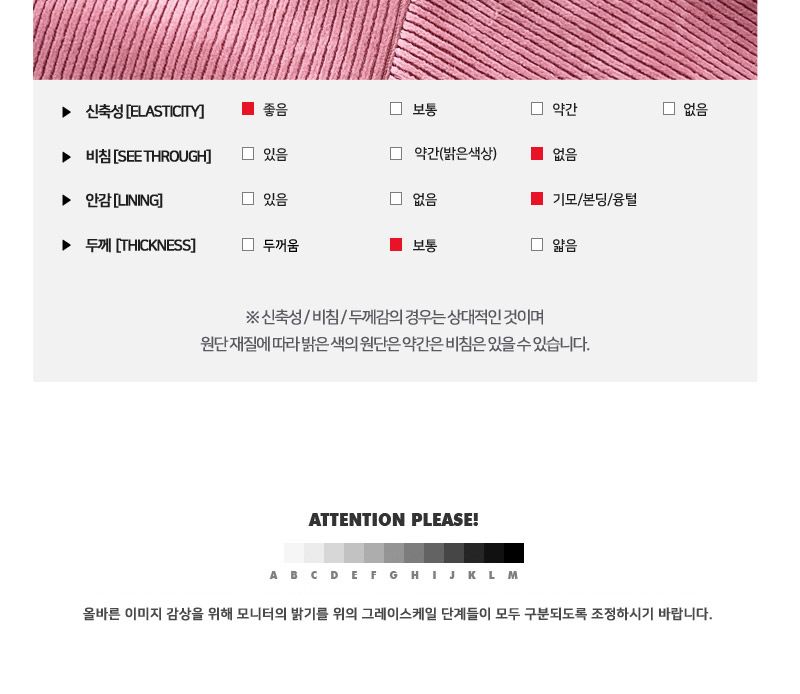 ▶ 신축성 [ELASTICITY] ■ 좋음 □ 보통 □ 약간 □ 없음
▶ 비침 [SEE THROUGH] □ 있음 □ 약간(밝은색상) ■ 없음
▶ 안감 [LINING] □ 있음 □ 없음 ■ 기모/본딩/융털
▶ 두께 [THICKNESS] □ 두꺼움 ■ 보통 □ 얇음
※ 신축성 / 비침 / 두께감의 경우는 상대적인 것이며
원단 재질에 따라 밝은 색의 원단은 약간은 비침은 있을 수 있습니다.
ATTENTION PLEASE!
A B C D E F G H I J K L M
올바른 이미지 감상을 위해 모니터의 밝기를 위의 그레이스케일 단계들이 모두 구분되도록 조정하시기 바랍니다.